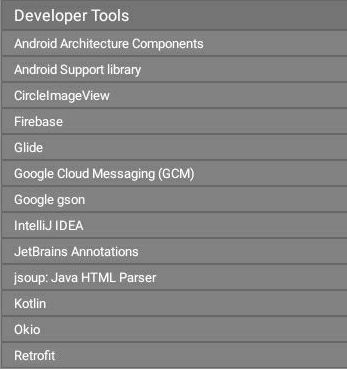 Developer Tools
Android Architecture Components
Android Support library
CircleImageView
Firebase
Glide
Google Cloud Messaging (GCM)
Google gson
IntelliJ IDEA
JetBrains Annotations
jsoup: Java HTML Parser
Kotlin
Okio
Retrofit